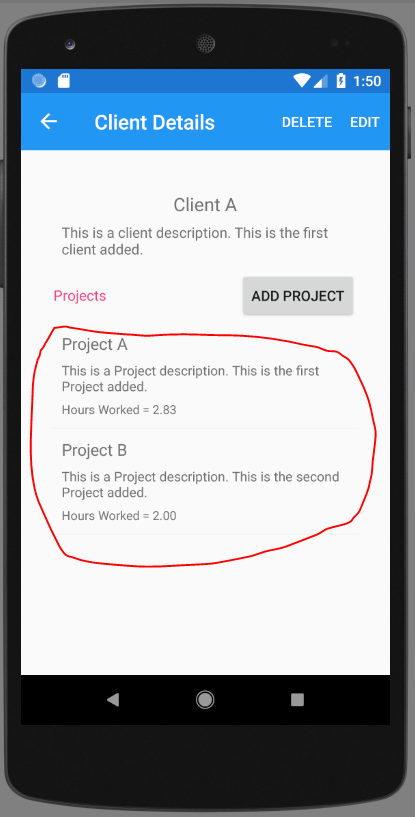 1:50
Client Details DELETE EDIT
Client A
This is a client description. This is the first
client added.
Projects ADD PROJECT
Project A
This is a Project description. This is the first
Project added.
Hours Worked = 2.83
Project B
This is a Project description. This is the second
Project added.
Hours Worked = 2.00